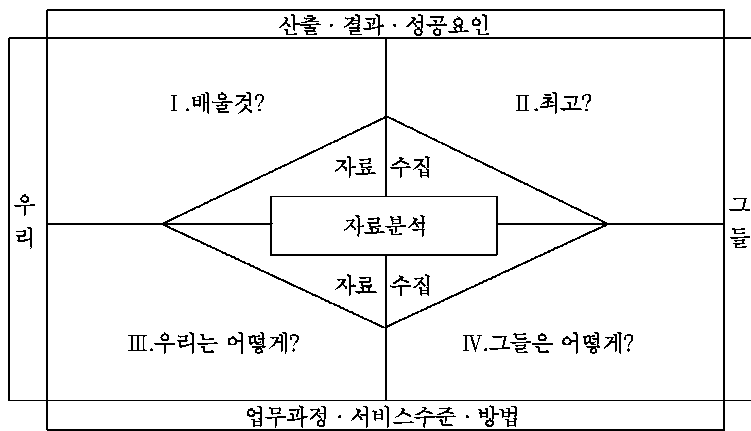 산출·결과·성공요인
Ⅰ.배울것?
Ⅱ.최고?
자료 수집
우리
자료분석
그들
자료 수집
Ⅲ.우리는 어떻게?
Ⅳ.그들은 어떻게?
업무과정·서비스수준·방법